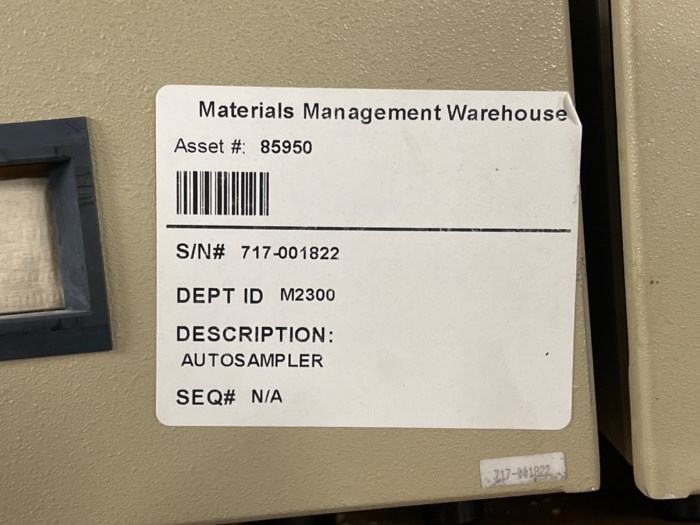 Materials Management Warehouse
Asset #: 85950
S/N# 717-001822
DEPT ID M2300
DESCRIPTION:
AUTOSAMPLER
SEQ# N/A
717-001822